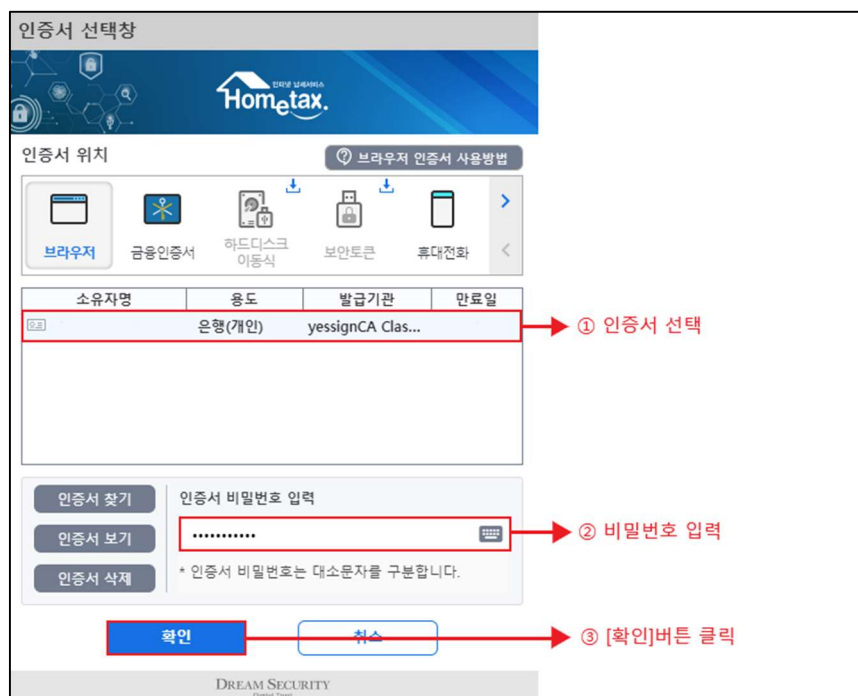 인증서 선택창
인터넷 납세서비스
Hometax.
인증서 위치
브라우저 인증서 사용방법
브라우저 금융인증서 하드디스크 이동식 보안토큰 휴대전화
소유자명 용도 발급기관 만료일
은행(개인) yessignCA Clas...
① 인증서 선택
인증서 찾기 인증서 비밀번호 입력
인증서 보기 •••••••••••
② 비밀번호 입력
인증서 삭제 * 인증서 비밀번호는 대소문자를 구분합니다.
확인 취소
③ [확인]버튼 클릭
DREAM SECURITY